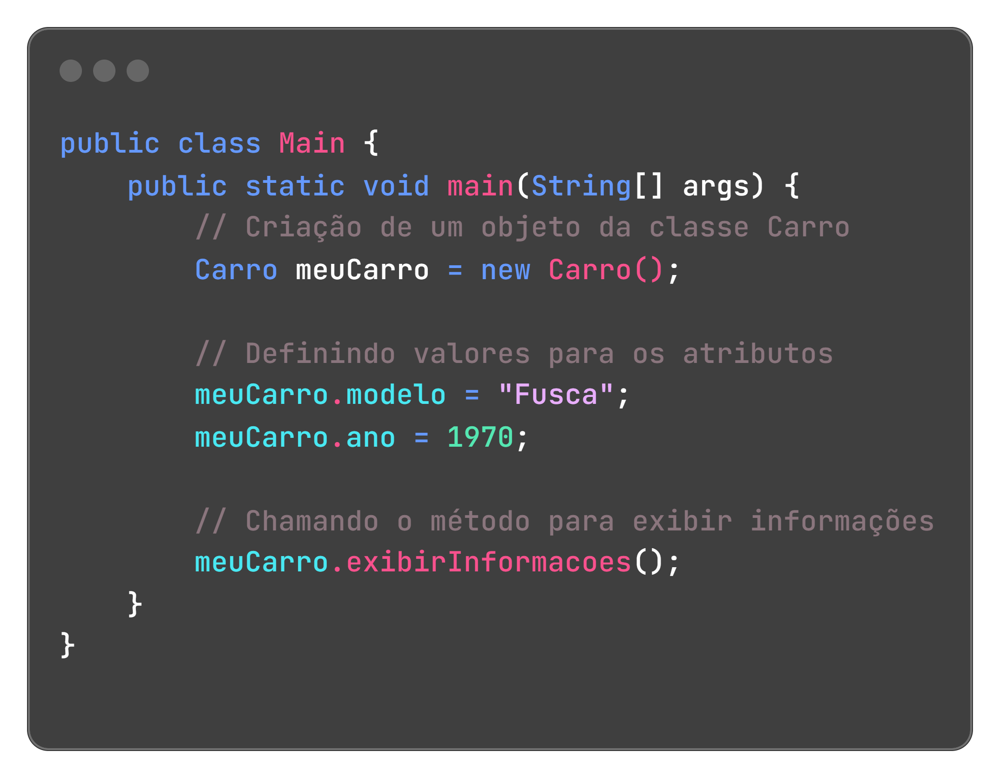 public class Main {
    public static void main(String[] args) {
        // Criação de um objeto da classe Carro
        Carro meuCarro = new Carro();

        // Definindo valores para os atributos
        meuCarro.modelo = "Fusca";
        meuCarro.ano = 1970;

        // Chamando o método para exibir informações
        meuCarro.exibirInformacoes();
    }
}